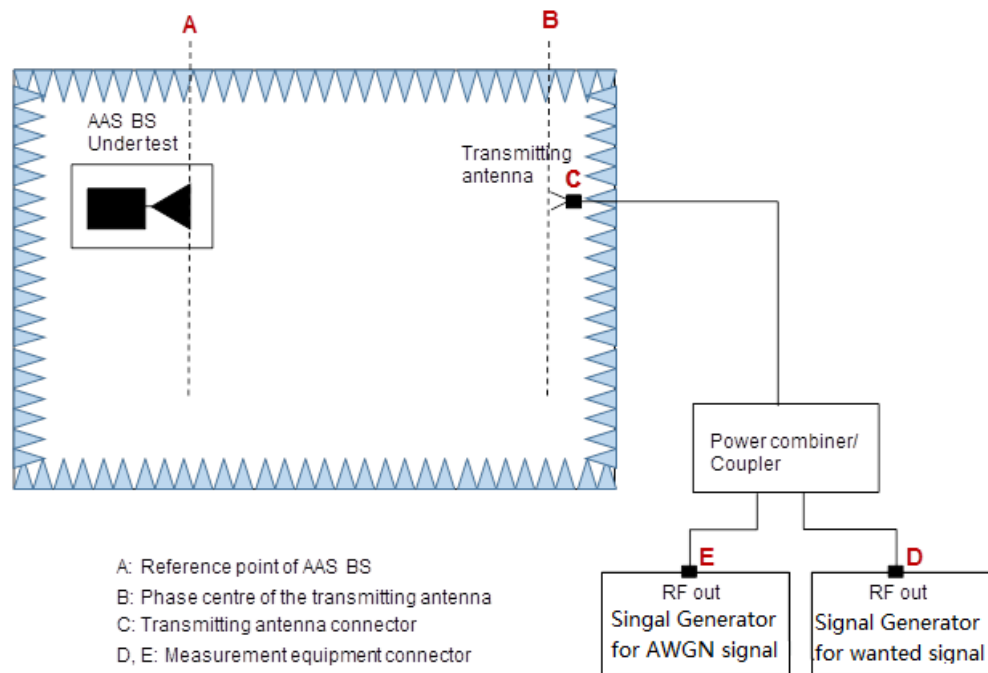 A
B
AAS BS
Under test
Transmitting
antenna
C
Power combiner/
Coupler
E
D
RF out
Singal Generator
for AWGN signal
RF out
Signal Generator
for wanted signal
A: Reference point of AAS BS
B: Phase centre of the transmitting antenna
C: Transmitting antenna connector
D, E: Measurement equipment connector